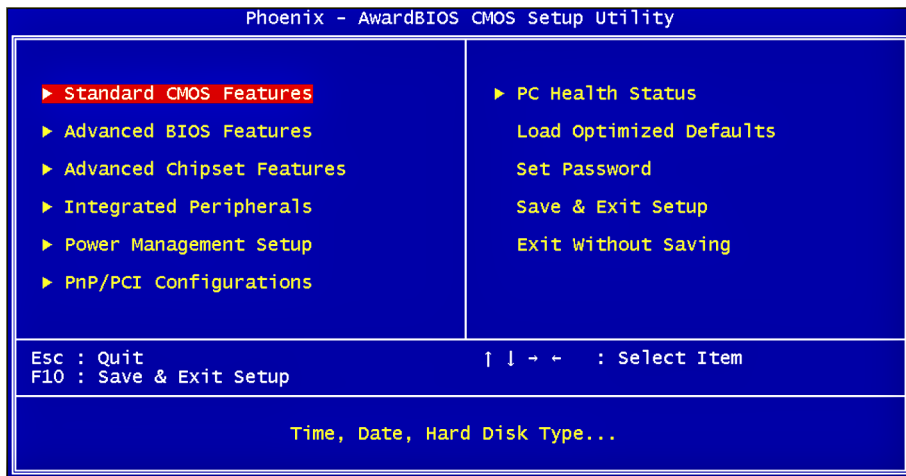 Phoenix - AwardBIOS CMOS Setup Utility
▶ Standard CMOS Features
▶ Advanced BIOS Features
▶ Advanced Chipset Features
▶ Integrated Peripherals
▶ Power Management Setup
▶ PnP/PCI Configurations
▶ PC Health Status
Load Optimized Defaults
Set Password
Save & Exit Setup
Exit Without Saving
Esc : Quit
F10 : Save & Exit Setup
↑ ↓ → ← : Select Item
Time, Date, Hard Disk Type...